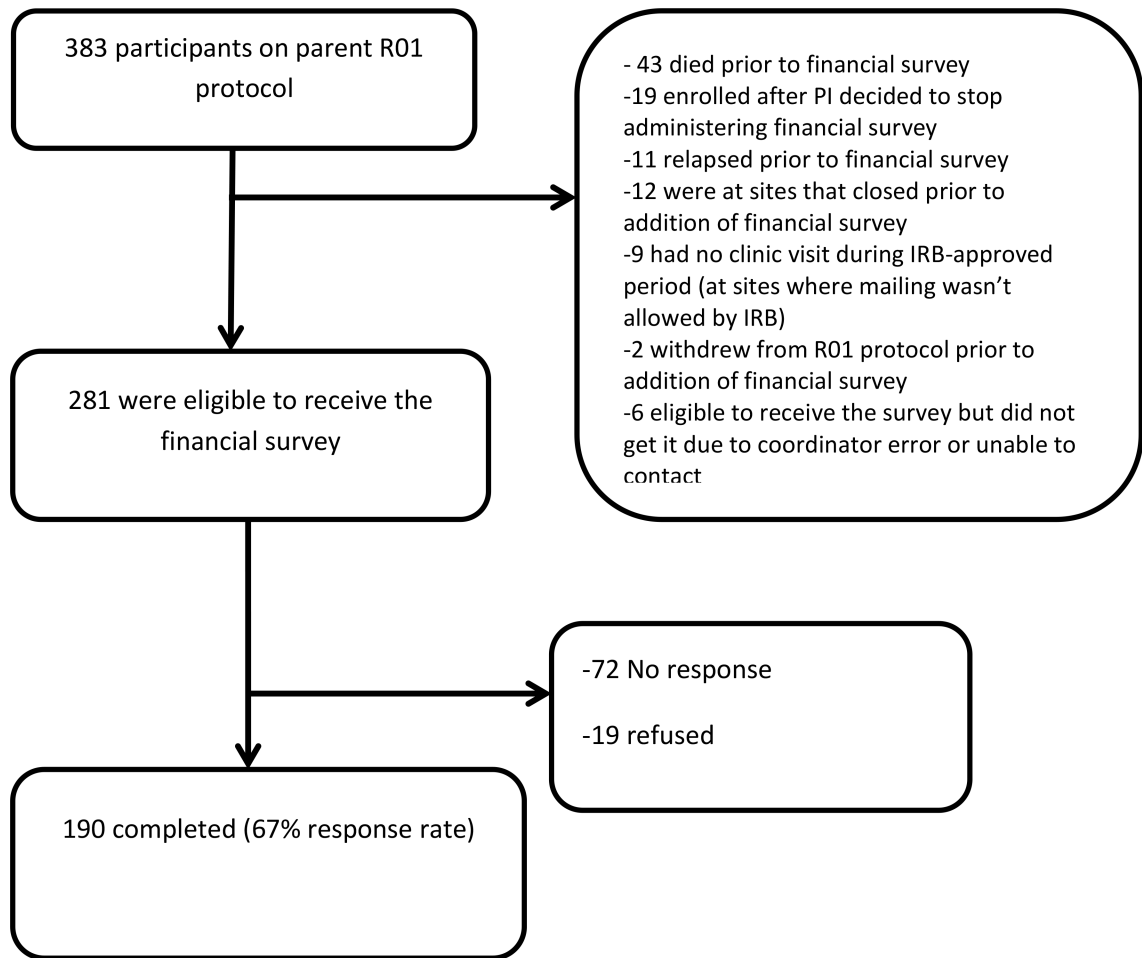 383 participants on parent R01
protocol
- 43 died prior to financial survey
-19 enrolled after PI decided to stop
administering financial survey
-11 relapsed prior to financial survey
-12 were at sites that closed prior to
addition of financial survey
-9 had no clinic visit during IRB-approved
period (at sites where mailing wasn’t
allowed by IRB)
-2 withdrew from R01 protocol prior to
addition of financial survey
-6 eligible to receive the survey but did not
get it due to coordinator error or unable to
contact
281 were eligible to receive the
financial survey
-72 No response
-19 refused
190 completed (67% response rate)